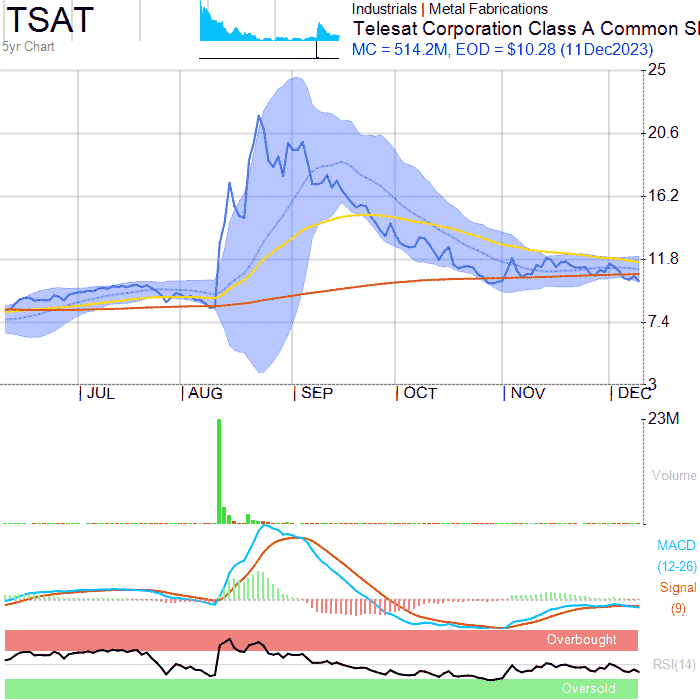 TSAT
5yr Chart
Industrials | Metal Fabrications
Telesat Corporation Class A Common S
MC = 514.2M, EOD = $10.28 (11Dec2023)
25
20.6
16.2
11.8
7.4
3
JUL AUG SEP OCT NOV DEC
23M
Volume
MACD
(12-26)
Signal
(9)
Overbought
RSI(14)
Oversold